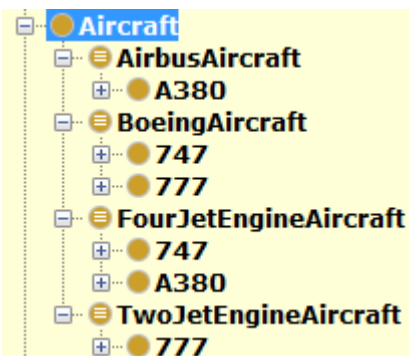 Aircraft
AirbusAircraft
A380
BoeingAircraft
747
777
FourJetEngineAircraft
747
A380
TwoJetEngineAircraft
777